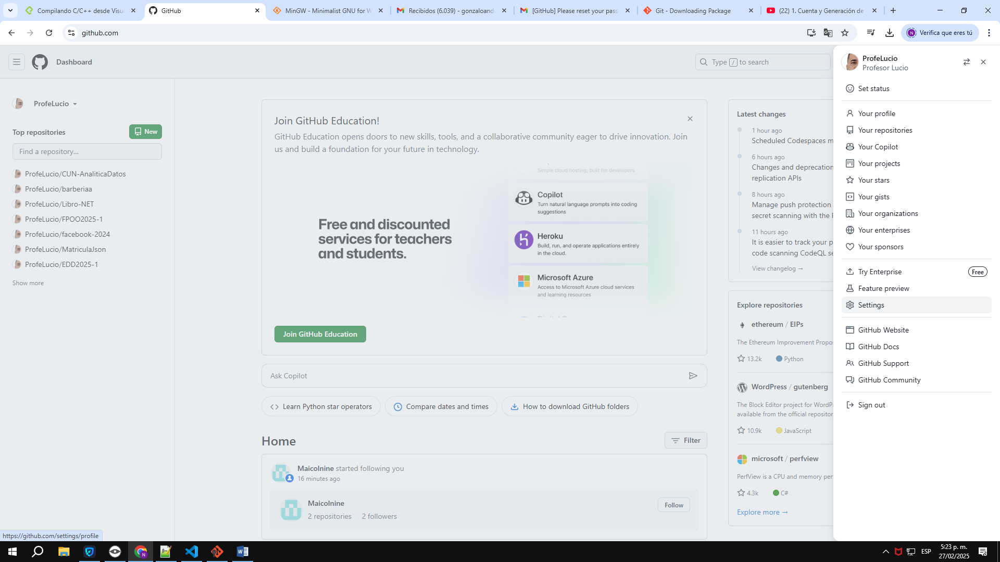 Compilando C/C++ desde Visu
GitHub
MinGW - Minimalist GNU for W
Recibidos (6.039) - gonzaloand
[GitHub] Please reset your pass
Git - Downloading Package
(22) 1. Cuenta y Generación de
github.com
N
Verifica que eres tú
Dashboard
Type / to search
ProfeLucio
Top repositories
New
Find a repository...
ProfeLucio/CUN-AnaliticaDatos
ProfeLucio/barberiaa
ProfeLucio/Libro-NET
ProfeLucio/FPOO2025-1
ProfeLucio/facebook-2024
ProfeLucio/MatriculaJson
ProfeLucio/EDD2025-1
Show more
Join GitHub Education!
GitHub Education opens doors to new skills, tools, and a collaborative community eager to drive innovation. Join
us and build a foundation for your future in technology.
Free and discounted
services for teachers
and students.
Simple cloud hosting, built for developers
Copilot
Turn natural language prompts into coding
suggestions
Heroku
Build, run, and operate applications entirely
in the cloud.
Microsoft Azure
Access to Microsoft Azure cloud services
and learning resources
Join GitHub Education
Ask Copilot
Learn Python star operators
Compare dates and times
How to download GitHub folders
Home
Filter
Maicolnine started following you
16 minutes ago
Maicolnine
2 repositories 2 followers
Follow
Latest changes
1 hour ago
Scheduled Codespaces m
6 hours ago
Changes and deprecation
replication APIs
8 hours ago
Manage push protection
secret scanning with the
11 hours ago
It is easier to track your p
code scanning CodeQL se
View changelog →
Explore repositories
ethereum / EIPs
The Ethereum Improvement Propos
13.2k Python
WordPress / gutenberg
The Block Editor project for WordPr
available from the official repositor
10.9k JavaScript
microsoft / perfview
PerfView is a CPU and memory per
4.3k C#
Explore more →
ProfeLucio
Profesor Lucio
Set status
Your profile
Your repositories
Your Copilot
Your projects
Your stars
Your gists
Your organizations
Your enterprises
Your sponsors
Try Enterprise
Free
Feature preview
Settings
GitHub Website
GitHub Docs
GitHub Support
GitHub Community
Sign out
https://github.com/settings/profile
ESP
5:23 p. m.
27/02/2025